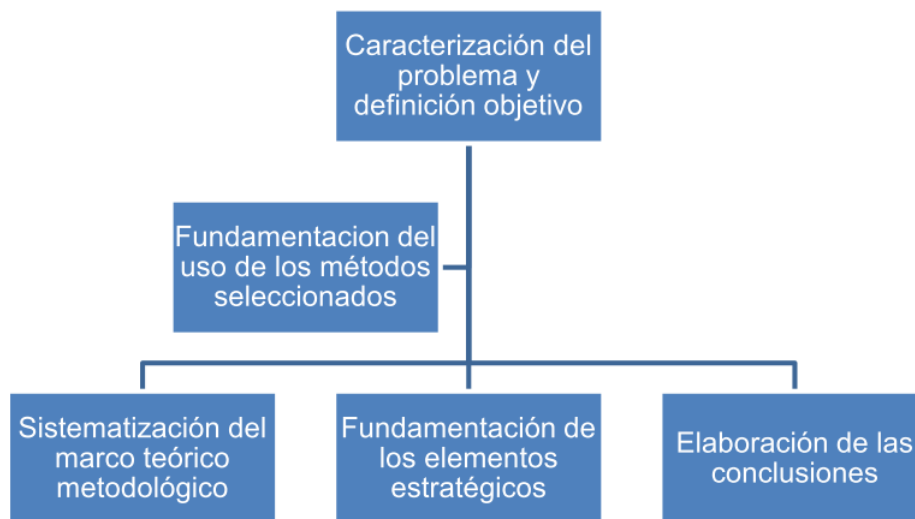 Caracterización del
problema y
definición objetivo
Fundamentacion del
uso de los métodos
seleccionados
Sistematización del
marco teórico
metodológico
Fundamentación de
los elementos
estratégicos
Elaboración de las
conclusiones